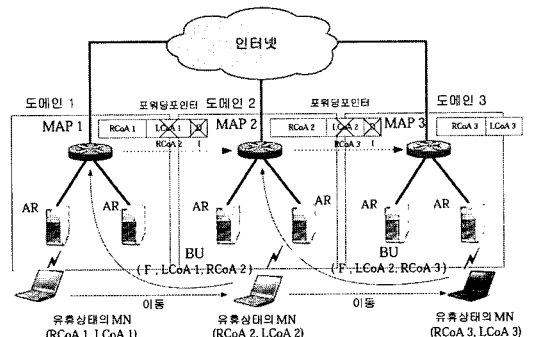 인터넷
도메인 1
포워딩포인터
도메인 2
포워딩포인터
도메인 3
MAP 1
RCoA 1
LCoA 1
RCoA 2
I
MAP 2
RCoA 2
LCoA 2
RCoA 3
I
MAP 3
RCoA 3
LCoA 3
AR
AR
AR
AR
AR
AR
BU
( F , LCoA 1, RCoA 2 )
BU
( F , LCoA 2, RCoA 3 )
이동
이동
유휴상태의 MN
(RCoA 1, LCoA 1)
유휴상태의 MN
(RCoA 2, LCoA 2)
유휴상태의 MN
(RCoA 3, LCoA 3)